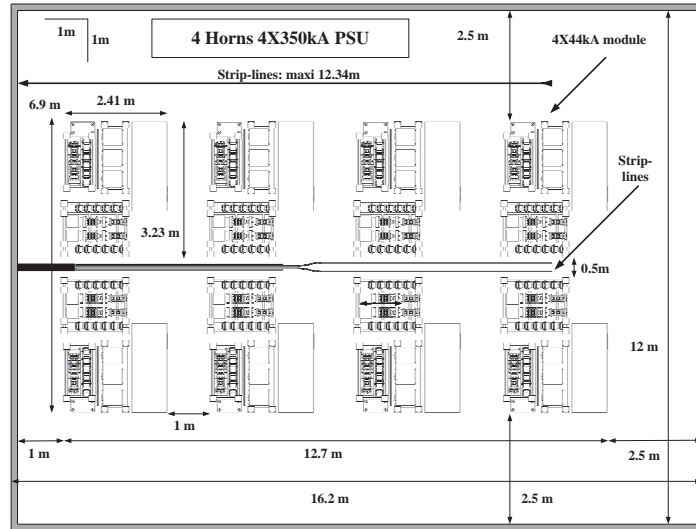 1m
1m
4 Horns 4X350kA PSU
2.5 m
4X44kA module
Strip-lines: maxi 12.34m
6.9 m
2.41 m
Strip-
lines
3.23 m
0.5m
12 m
1 m
1 m
12.7 m
2.5 m
16.2 m
2.5 m